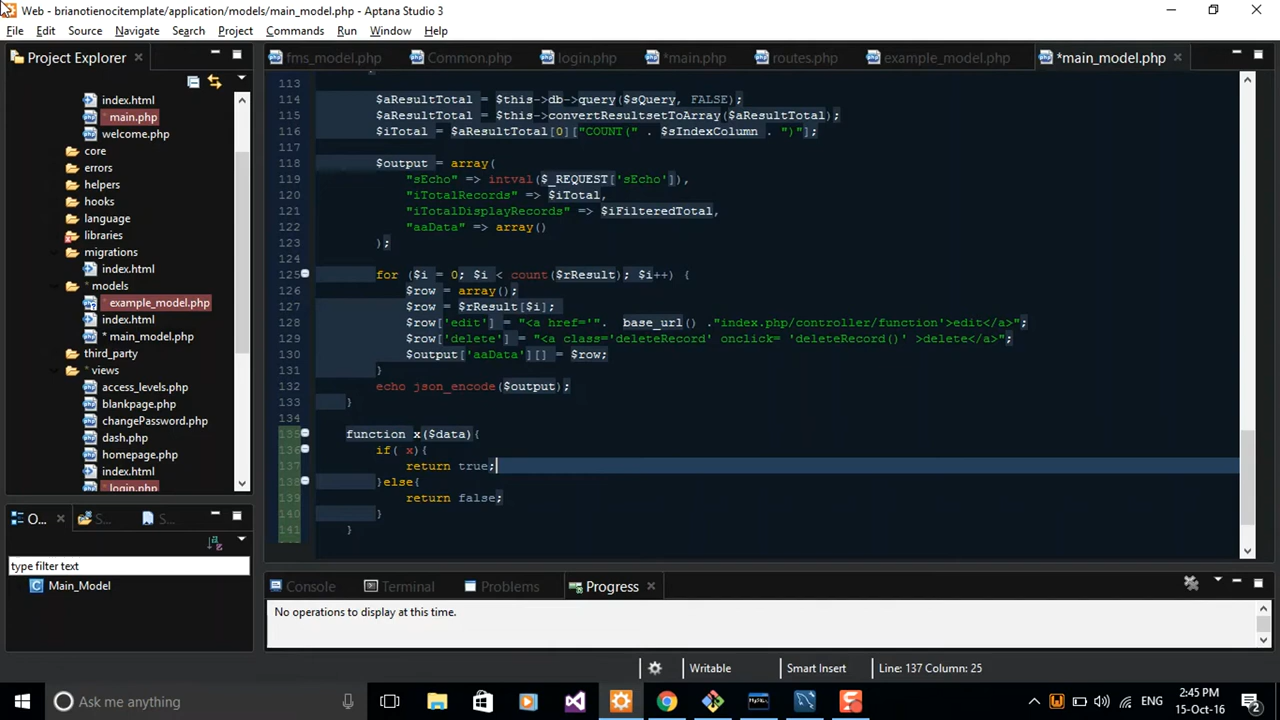 Web - brianotienocitemplate/application/models/main_model.php - Aptana Studio 3
File Edit Source Navigate Search Project Commands Run Window Help
Project Explorer
fms_model.php Common.php login.php *main.php routes.php example_model.php *main_model.php
index.html
main.php
welcome.php
core
errors
helpers
hooks
language
libraries
migrations
index.html
models
example_model.php
index.html
* main_model.php
third_party
views
access_levels.php
blankpage.php
changePassword.php
dash.php
homepage.php
index.html
login.php
113
114 $aResultTotal = $this->db->query($sQuery, FALSE);
115 $aResultTotal = $this->convertResultsetToArray($aResultTotal);
116 $iTotal = $aResultTotal[0]["COUNT(" . $sIndexColumn . ")"];
117
118 $output = array(
119 "sEcho" => intval($_REQUEST['sEcho']),
120 "iTotalRecords" => $iTotal,
121 "iTotalDisplayRecords" => $iFilteredTotal,
122 "aaData" => array()
123 );
124
125 for ($i = 0; $i < count($rResult); $i++) {
126 $row = array();
127 $row = $rResult[$i];
128 $row['edit'] = "<a href='". base_url() ."index.php/controller/function'>edit</a>";
129 $row['delete'] = "<a class='deleteRecord' onclick= 'deleteRecord()' >delete</a>";
130 $output['aaData'][] = $row;
131 }
132 echo json_encode($output);
133 }
134
135 function x($data){
136 if( x){
137 return true;
138 }else{
139 return false;
140 }
141 }
O... S... S...
type filter text
Main_Model
Console Terminal Problems Progress
No operations to display at this time.
Writable Smart Insert Line: 137 Column: 25
Ask me anything
ENG
2:45 PM
15-Oct-16
2